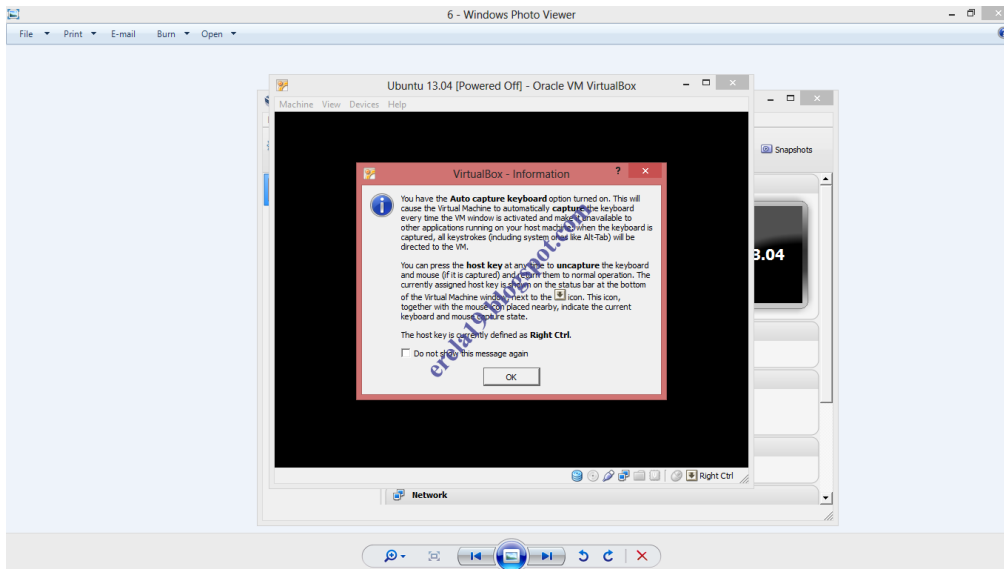 6 - Windows Photo Viewer
File Print E-mail Burn Open
Ubuntu 13.04 [Powered Off] - Oracle VM VirtualBox
Machine View Devices Help
Snapshots
VirtualBox - Information
You have the Auto capture keyboard option turned on. This will
cause the Virtual Machine to automatically capture the keyboard
every time the VM window is activated and make it unavailable to
other applications running on your host machine: when the keyboard is
captured, all keystrokes (including system ones like Alt-Tab) will be
directed to the VM.
You can press the host key at any time to uncapture the keyboard
and mouse (if it is captured) and return them to normal operation. The
currently assigned host key is shown on the status bar at the bottom
of the Virtual Machine window, next to the icon. This icon,
together with the mouse icon placed nearby, indicate the current
keyboard and mouse capture state.
The host key is currently defined as Right Ctrl.
Do not show this message again
OK
3.04
erola19.blogspot.com
Right Ctrl
Network